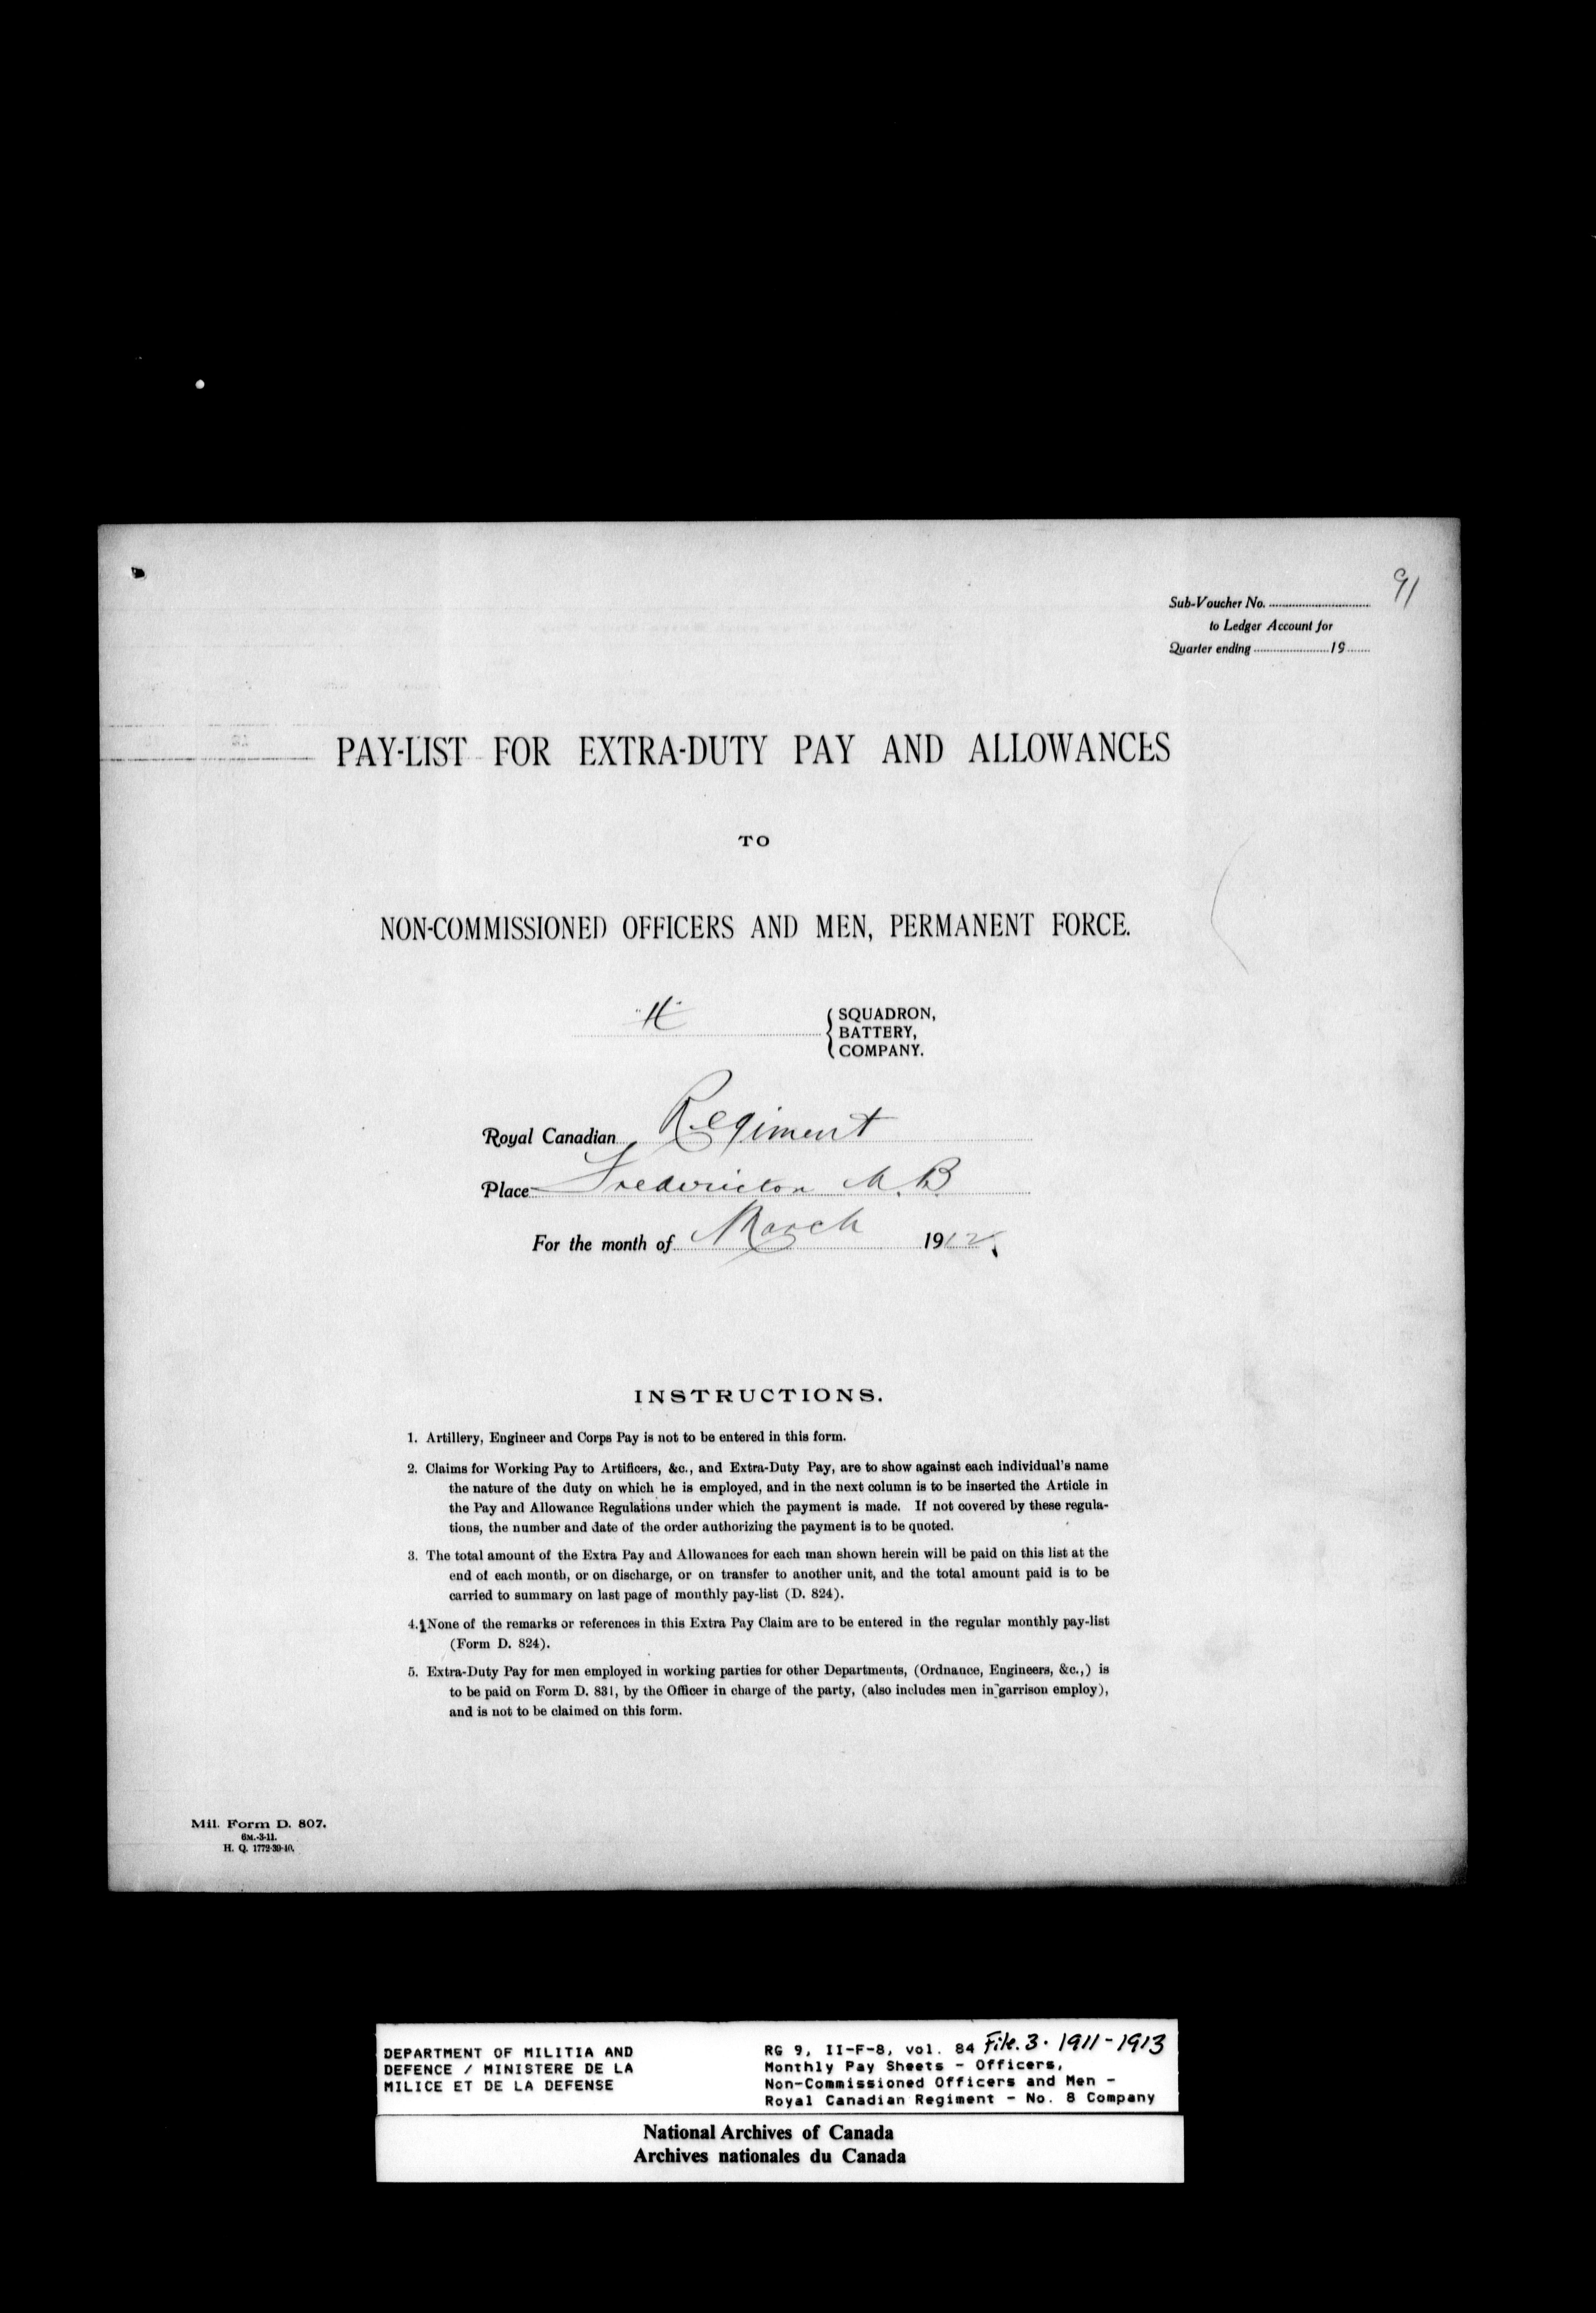 91
Sub-Voucher No. ..............................
to Ledger Account for
Quarter ending ......................19.......
PAY-LIST FOR EXTRA-DUTY PAY AND ALLOWANCES
TO
NON-COMMISSIONED OFFICERS AND MEN, PERMANENT FORCE.
"H" SQUADRON,
BATTERY,
COMPANY.
Royal Canadian Regiment
Place Fredericton N.B.
For the month of March 1912.
INSTRUCTIONS.
1. Artillery, Engineer and Corps Pay is not to be entered in this form.
2. Claims for Working Pay to Artificers, &c., and Extra-Duty Pay, are to show against each individual's name
the nature of the duty on which he is employed, and in the next column is to be inserted the Article in
the Pay and Allowance Regulations under which the payment is made. If not covered by these regula-
tions, the number and date of the order authorizing the payment is to be quoted.
3. The total amount of the Extra Pay and Allowances for each man shown herein will be paid on this list at the
end of each month, or on discharge, or on transfer to another unit, and the total amount paid is to be
carried to summary on last page of monthly pay-list (D. 824).
4. None of the remarks or references in this Extra Pay Claim are to be entered in the regular monthly pay-list
(Form D. 824).
5. Extra-Duty Pay for men employed in working parties for other Departments, (Ordnance, Engineers, &c.,) is
to be paid on Form D. 831, by the Officer in charge of the party, (also includes men in garrison employ),
and is not to be claimed on this form.
Mil. Form D. 807.
6M.-3-11.
H. Q. 1772-39-40.
DEPARTMENT OF MILITIA AND
DEFENCE / MINISTERE DE LA
MILICE ET DE LA DEFENSE
RG 9, II-F-8, vol. 84 File. 3. 1911-1913
Monthly Pay Sheets - Officers,
Non-Commissioned Officers and Men -
Royal Canadian Regiment - No. 8 Company
National Archives of Canada
Archives nationales du Canada